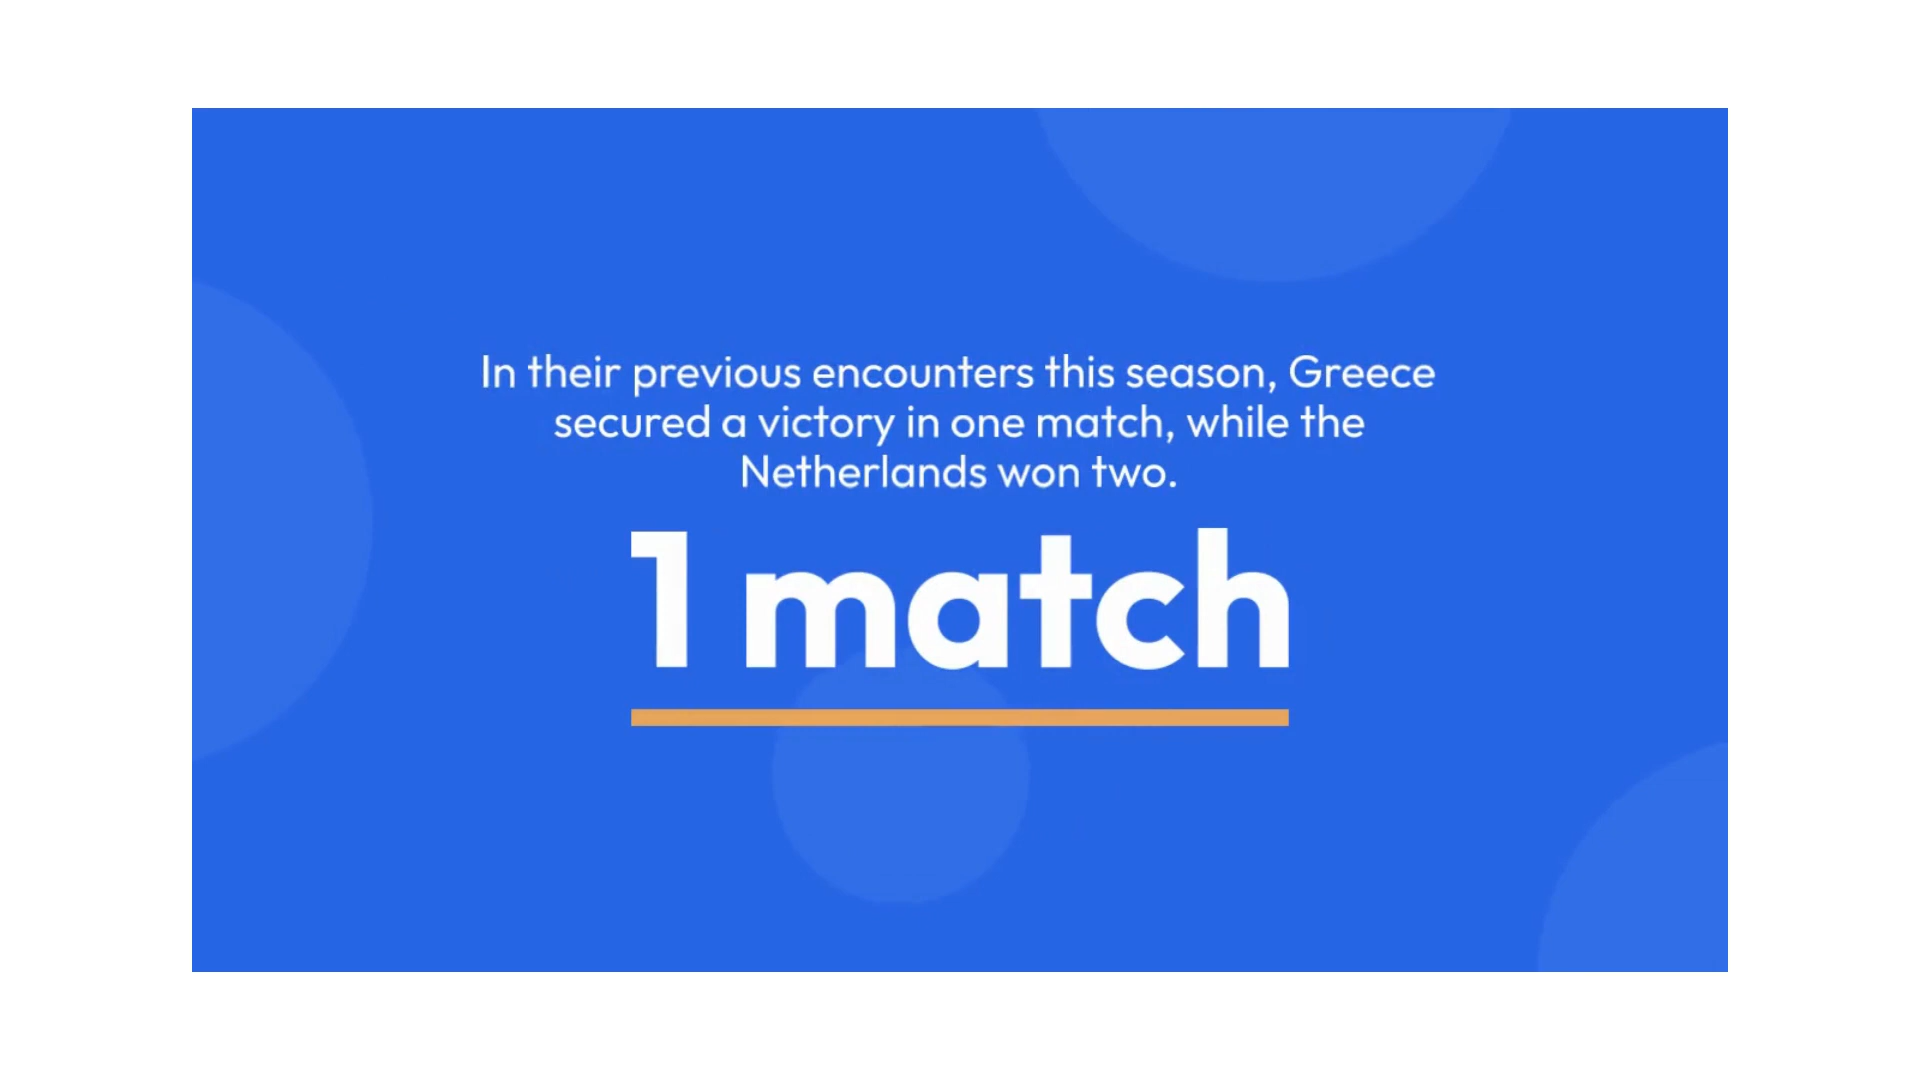 In their previous encounters this season, Greece
secured a victory in one match, while the
Netherlands won two.
1 match